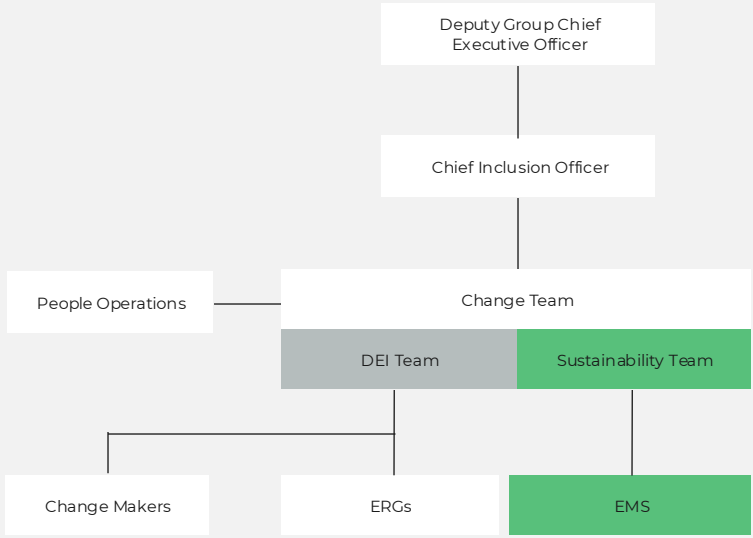 Deputy Group Chief
Executive Officer
Chief Inclusion Officer
People Operations
Change Team
DEI Team
Sustainability Team
Change Makers
ERGs
EMS